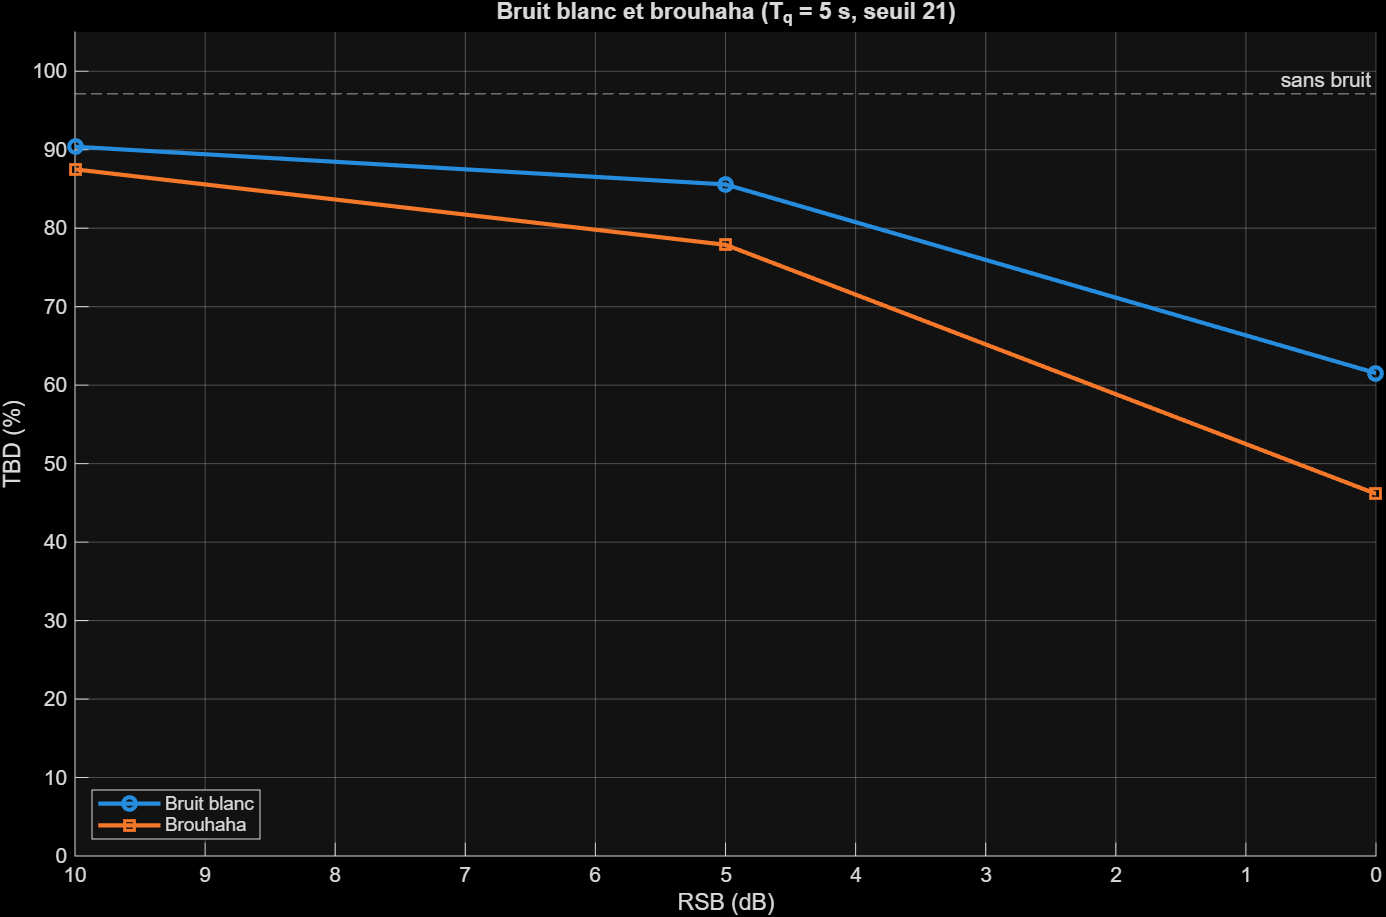 Bruit blanc et brouhaha (Tq = 5 s, seuil 21)
100
sans bruit
90
80
70
60
50
40
30
20
10
0
TBD (%)
Bruit blanc
Brouhaha
10 9 8 7 6 5 4 3 2 1 0
RSB (dB)